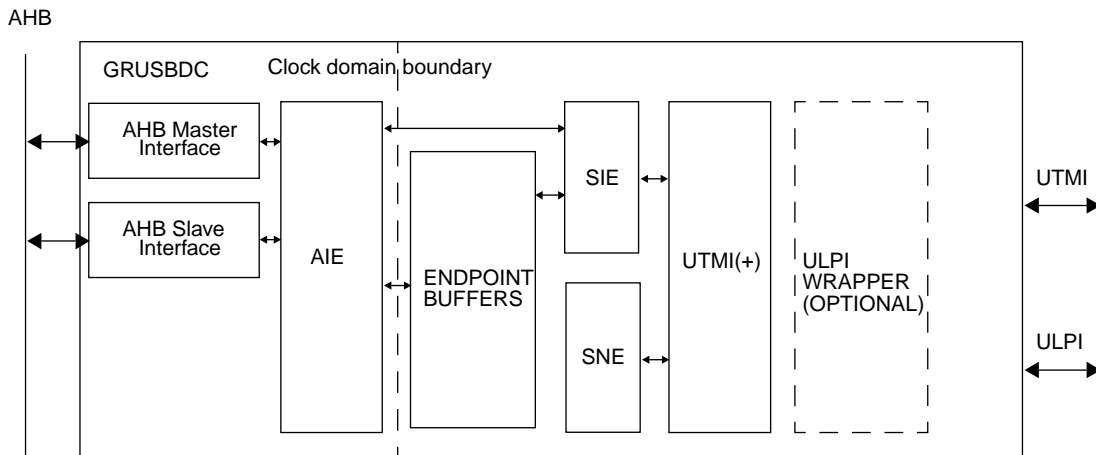 AHB
GRUSBDC
Clock domain boundary
AHB Master
Interface
AHB Slave
Interface
AIE
ENDPOINT
BUFFERS
SIE
SNE
UTMI(+)
ULPI
WRAPPER
(OPTIONAL)
UTMI
ULPI